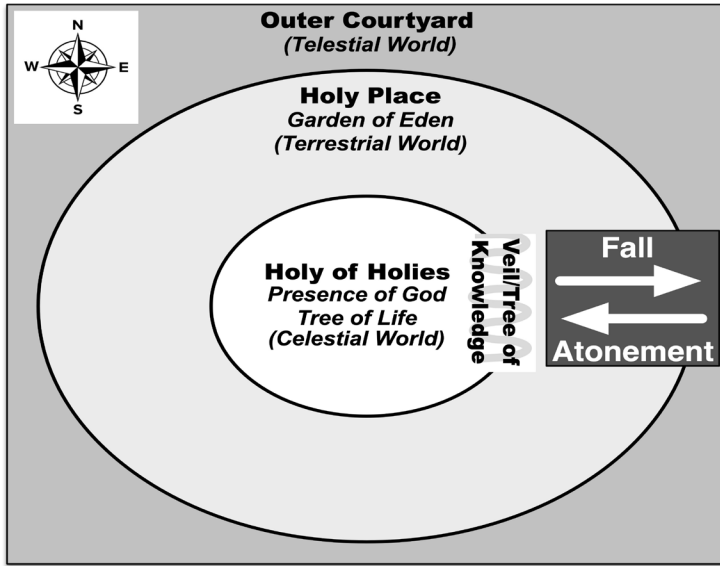 Outer Courtyard
(Telestial World)
N
W
E
S
Holy Place
Garden of Eden
(Terrestrial World)
Holy of Holies
Presence of God
Tree of Life
(Celestial World)
Veil/Tree of
Knowledge
Fall
Atonement